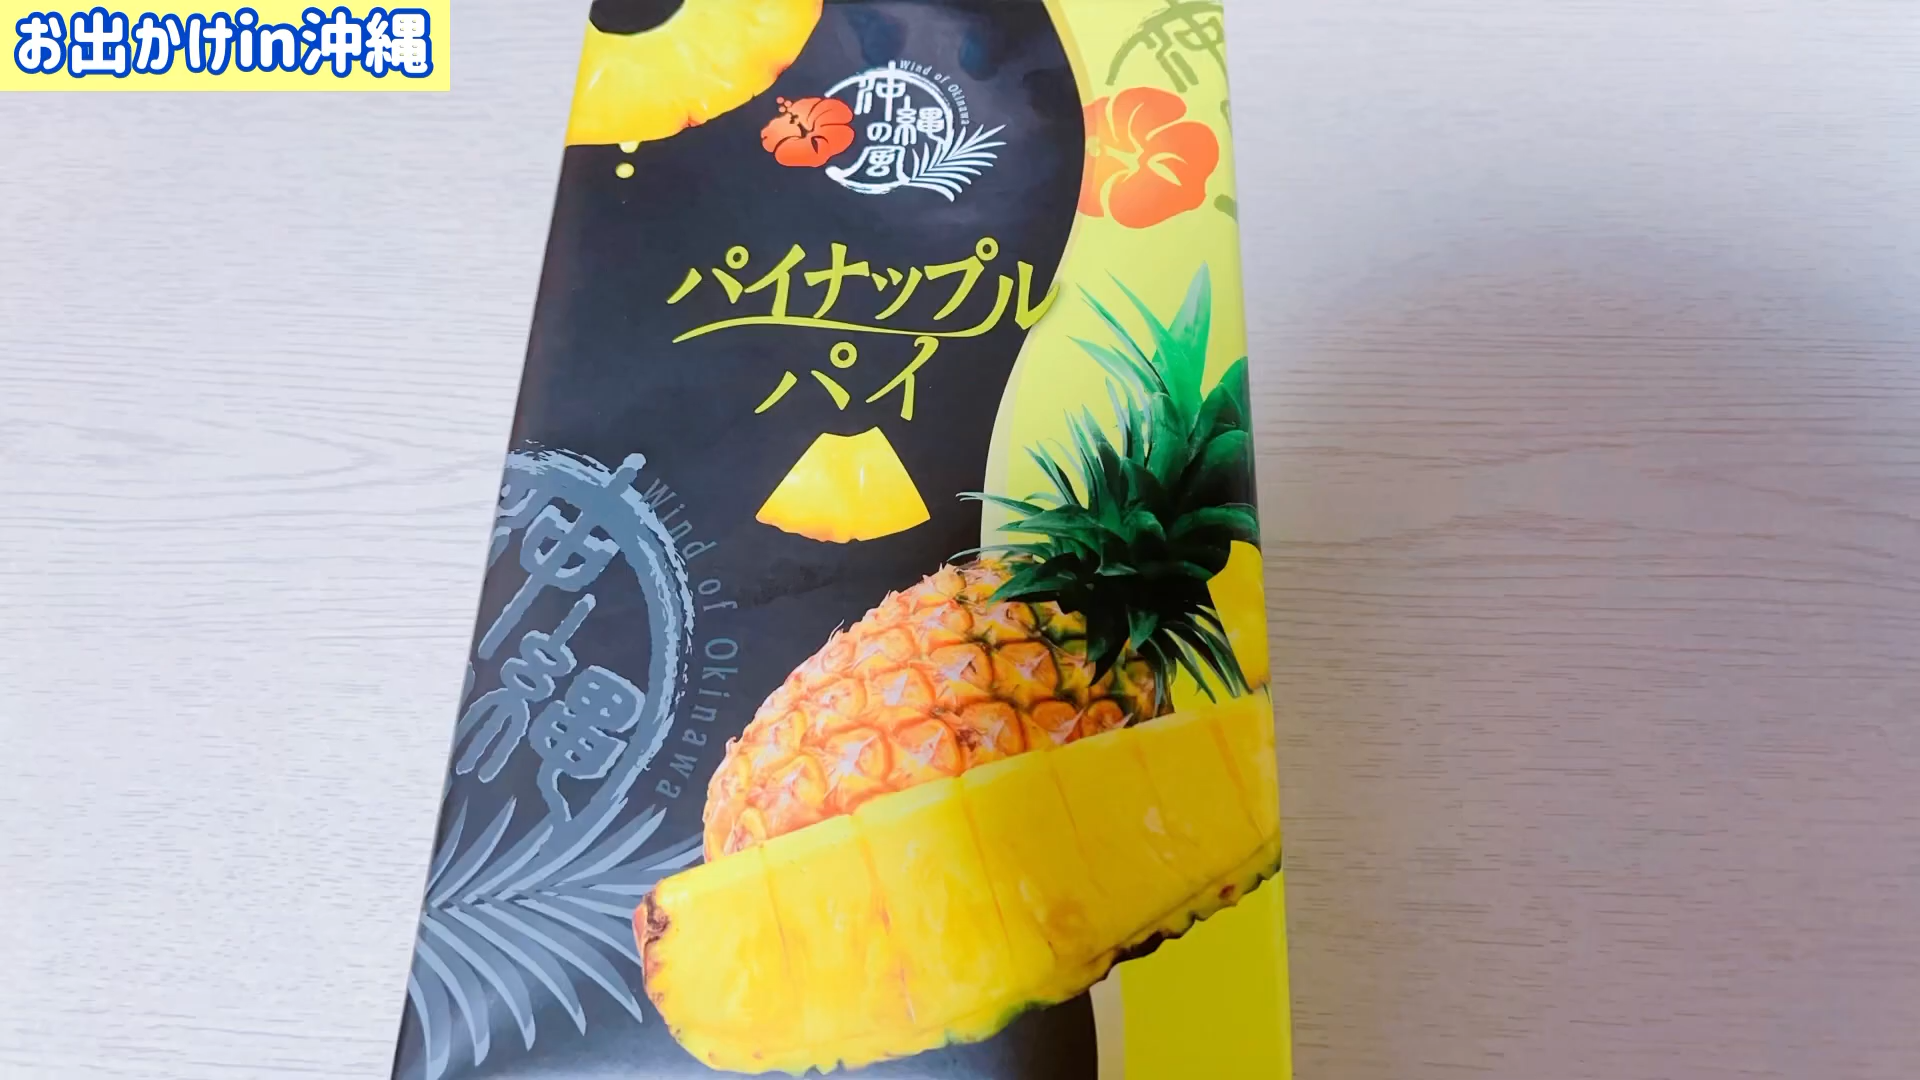 お出かけin沖縄
Wind of Okinawa
沖縄
の
風
パイナップル
パイ
沖縄
Wind of Okinawa
沖